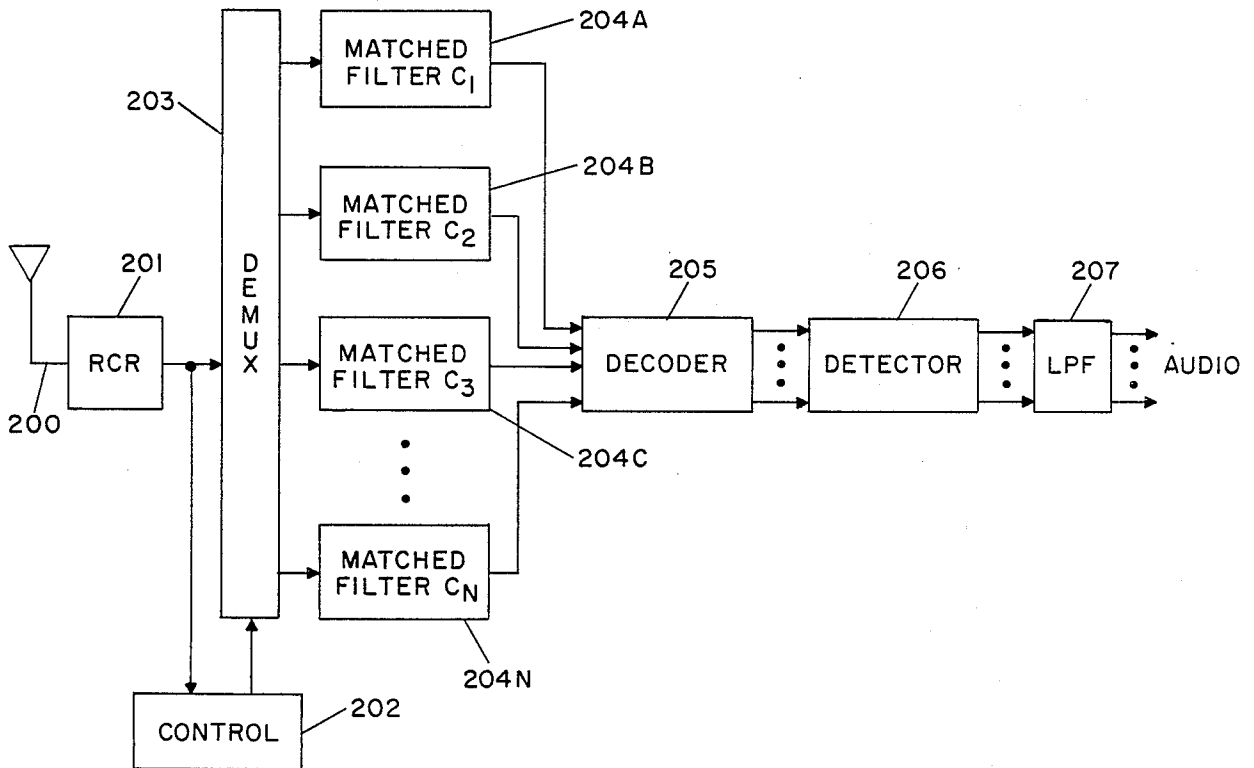 204A
MATCHED
FILTER C1
203
204B
MATCHED
FILTER C2
DEMUX
201
RCR
200
205
DECODER
206
DETECTOR
207
LPF
AUDIO
MATCHED
FILTER C3
204C
MATCHED
FILTER CN
204N
CONTROL
202